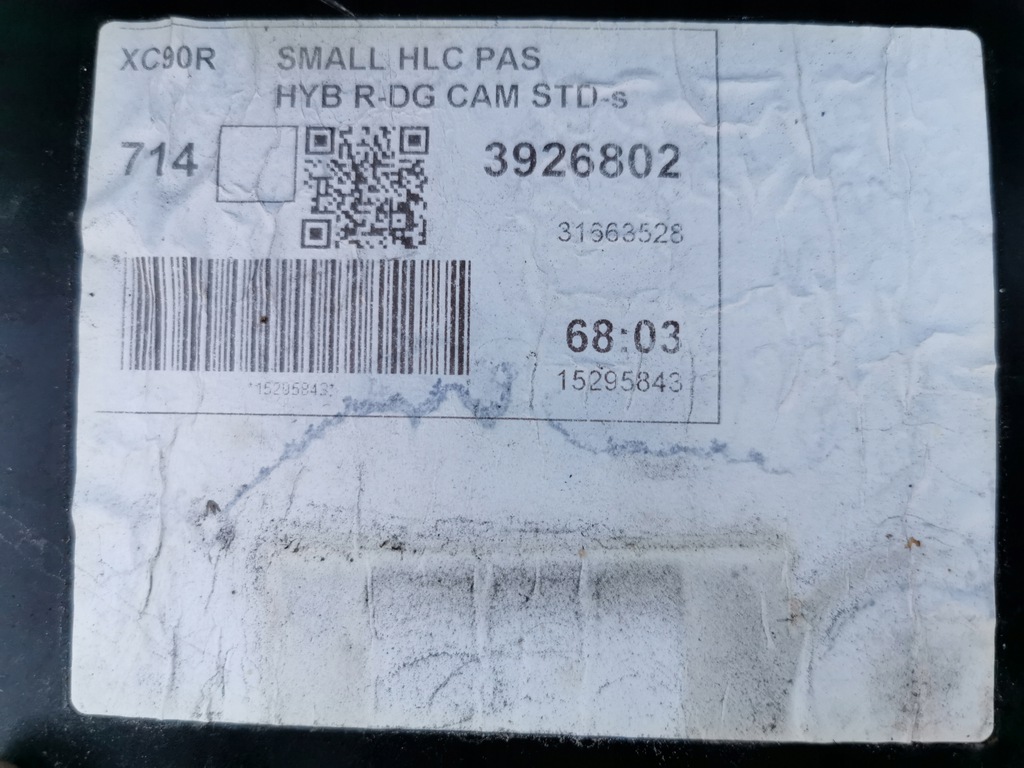 XC90R SMALL HLC PAS
HYB R-DG CAM STD-s
714 3926802
31663528
68:03
15295843
*15295843*